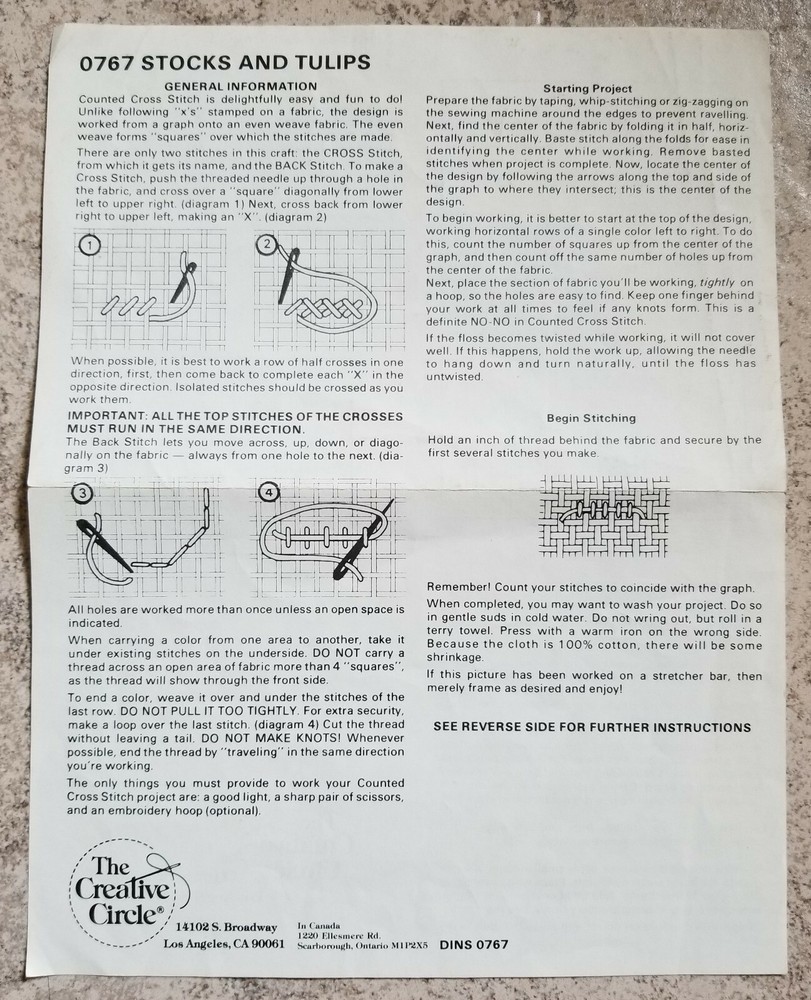 0767 STOCKS AND TULIPS
GENERAL INFORMATION
Counted Cross Stitch is delightfully easy and fun to do!
Unlike following "x's" stamped on a fabric, the design is
worked from a graph onto an even weave fabric. The even
weave forms "squares" over which the stitches are made.
There are only two stitches in this craft: the CROSS Stitch,
from which it gets its name, and the BACK Stitch. To make a
Cross Stitch, push the threaded needle up through a hole in
the fabric, and cross over a "square" diagonally from lower
left to upper right. (diagram 1) Next, cross back from lower
right to upper left, making an "X". (diagram 2)
1
2
When possible, it is best to work a row of half crosses in one
direction, first, then come back to complete each "X" in the
opposite direction. Isolated stitches should be crossed as you
work them.
IMPORTANT: ALL THE TOP STITCHES OF THE CROSSES
MUST RUN IN THE SAME DIRECTION.
The Back Stitch lets you move across, up, down, or diago-
nally on the fabric — always from one hole to the next. (dia-
gram 3)
3
4
All holes are worked more than once unless an open space is
indicated.
When carrying a color from one area to another, take it
under existing stitches on the underside. DO NOT carry a
thread across an open area of fabric more than 4 "squares",
as the thread will show through the front side.
To end a color, weave it over and under the stitches of the
last row. DO NOT PULL IT TOO TIGHTLY. For extra security,
make a loop over the last stitch. (diagram 4) Cut the thread
without leaving a tail. DO NOT MAKE KNOTS! Whenever
possible, end the thread by "traveling" in the same direction
you're working.
The only things you must provide to work your Counted
Cross Stitch project are: a good light, a sharp pair of scissors,
and an embroidery hoop (optional).
Starting Project
Prepare the fabric by taping, whip-stitching or zig-zagging on
the sewing machine around the edges to prevent ravelling.
Next, find the center of the fabric by folding it in half, horiz-
ontally and vertically. Baste stitch along the folds for ease in
identifying the center while working. Remove basted
stitches when project is complete. Now, locate the center of
the design by following the arrows along the top and side of
the graph to where they intersect; this is the center of the
design.
To begin working, it is better to start at the top of the design,
working horizontal rows of a single color left to right. To do
this, count the number of squares up from the center of the
graph, and then count off the same number of holes up from
the center of the fabric.
Next, place the section of fabric you'll be working, tightly on
a hoop, so the holes are easy to find. Keep one finger behind
your work at all times to feel if any knots form. This is a
definite NO-NO in Counted Cross Stitch.
If the floss becomes twisted while working, it will not cover
well. If this happens, hold the work up, allowing the needle
to hang down and turn naturally, until the floss has
untwisted.
Begin Stitching
Hold an inch of thread behind the fabric and secure by the
first several stitches you make.
Remember! Count your stitches to coincide with the graph.
When completed, you may want to wash your project. Do so
in gentle suds in cold water. Do not wring out, but roll in a
terry towel. Press with a warm iron on the wrong side.
Because the cloth is 100% cotton, there will be some
shrinkage.
If this picture has been worked on a stretcher bar, then
merely frame as desired and enjoy!
SEE REVERSE SIDE FOR FURTHER INSTRUCTIONS
The
Creative
Circle®
14102 S. Broadway
Los Angeles, CA 90061
In Canada
1220 Ellesmere Rd.
Scarborough, Ontario M1P2X5
DINS 0767